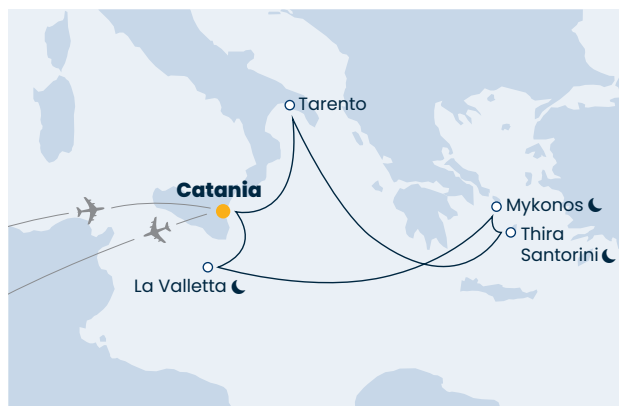 Tarento
Catania
Mykonos
Thira
Santorini
La Valletta